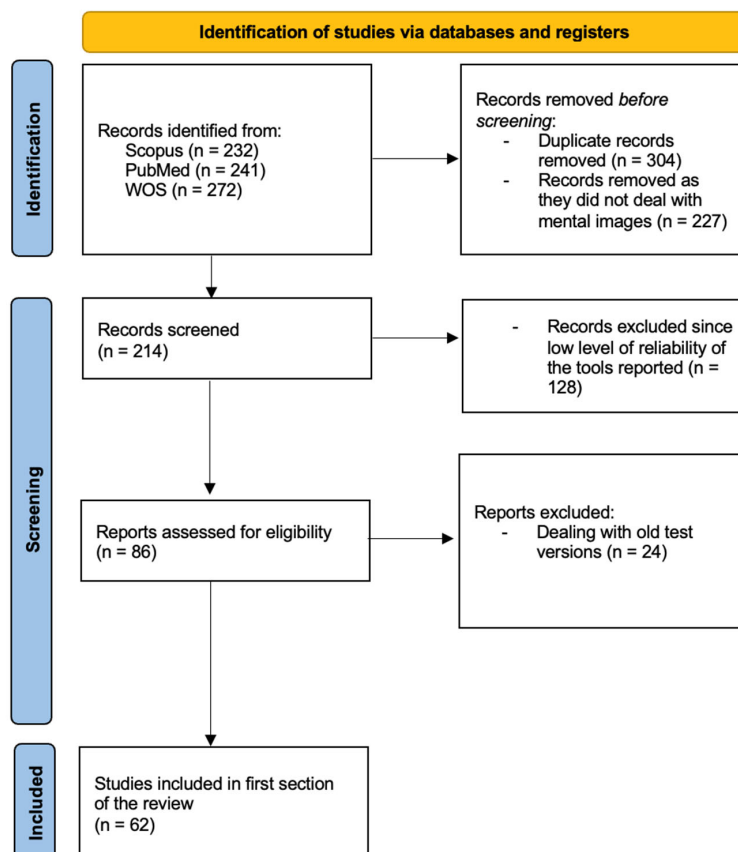 Identification of studies via databases and registers
Identification
Records identified from:
Scopus (n = 232)
PubMed (n = 241)
WOS (n = 272)
Records removed before
screening:
- Duplicate records
removed (n = 304)
- Records removed as
they did not deal with
mental images (n = 227)
Screening
Records screened
(n = 214)
- Records excluded since
low level of reliability of
the tools reported (n =
128)
Reports assessed for eligibility
(n = 86)
Reports excluded:
- Dealing with old test
versions (n = 24)
Included
Studies included in first section
of the review
(n = 62)